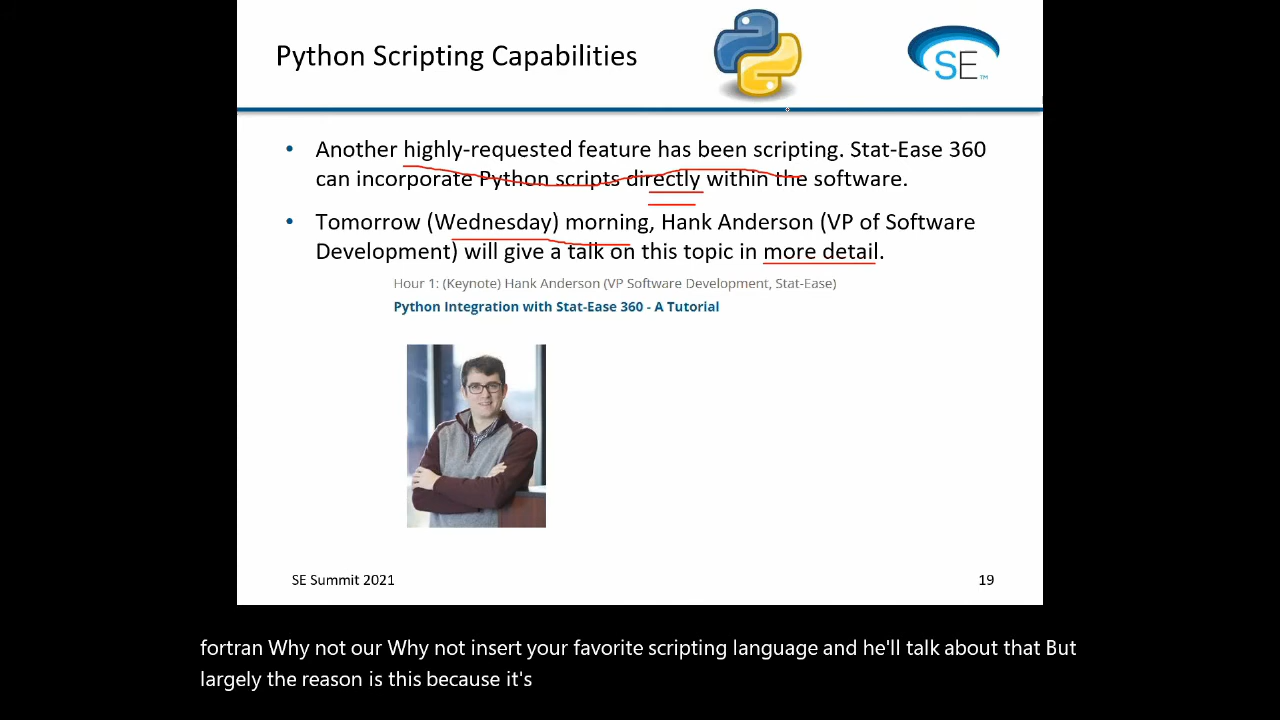 Python Scripting Capabilities
SE™
• Another highly-requested feature has been scripting. Stat-Ease 360
can incorporate Python scripts directly within the software.
• Tomorrow (Wednesday) morning, Hank Anderson (VP of Software
Development) will give a talk on this topic in more detail.
Hour 1: (Keynote) Hank Anderson (VP Software Development, Stat-Ease)
Python Integration with Stat-Ease 360 - A Tutorial
SE Summit 2021
19
fortran Why not our Why not insert your favorite scripting language and he'll talk about that But
largely the reason is this because it's